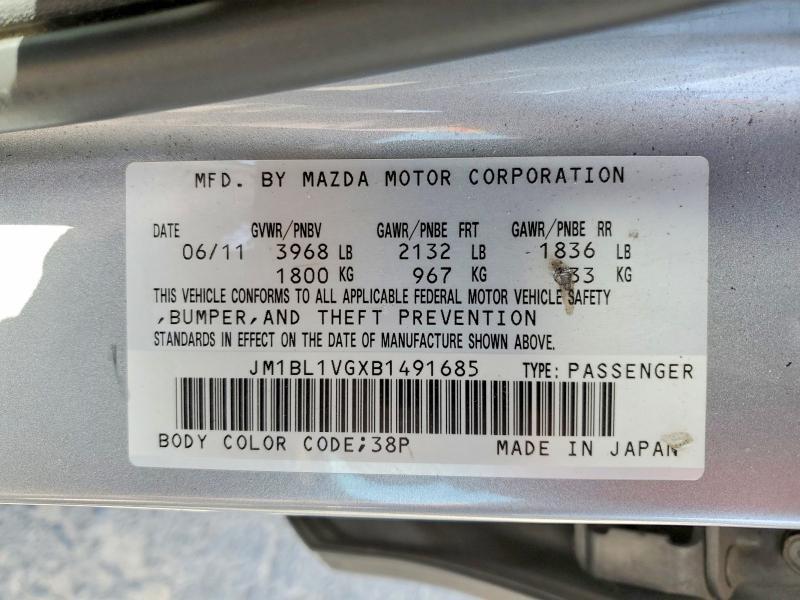 MFD. BY MAZDA MOTOR CORPORATION
DATE GVWR/PNBV GAWR/PNBE FRT GAWR/PNBE RR
06/11 3968 LB 2132 LB 1836 LB
1800 KG 967 KG 33 KG
THIS VEHICLE CONFORMS TO ALL APPLICABLE FEDERAL MOTOR VEHICLE SAFETY
,BUMPER,AND THEFT PREVENTION
STANDARDS IN EFFECT ON THE DATE OF MANUFACTURE SHOWN ABOVE.
JM1BL1VGXB1491685 TYPE: PASSENGER
BODY COLOR CODE;38P MADE IN JAPAN